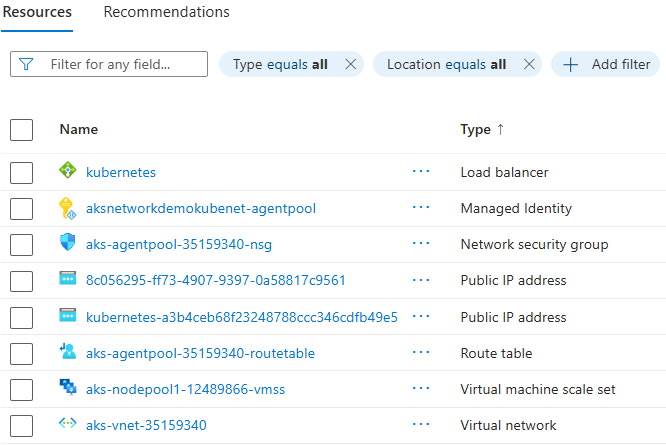 Resources Recommendations
Filter for any field... Type equals all Location equals all Add filter
Name Type ↑
kubernetes ... Load balancer
aksnetworkdemokubenet-agentpool ... Managed Identity
aks-agentpool-35159340-nsg ... Network security group
8c056295-ff73-4907-9397-0a58817c9561 ... Public IP address
kubernetes-a3b4ceb68f23248788ccc346cdfb49e5 ... Public IP address
aks-agentpool-35159340-routetable ... Route table
aks-nodepool1-12489866-vmss ... Virtual machine scale set
aks-vnet-35159340 ... Virtual network